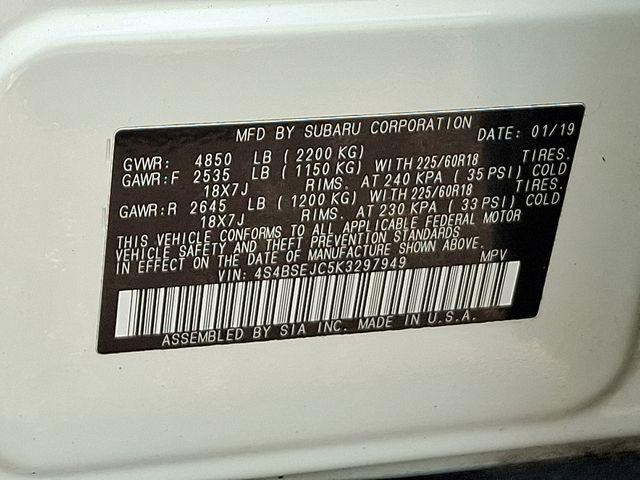 MFD BY SUBARU CORPORATION DATE: 01/19
GVWR: 4850 LB (2200 KG)
GAWR:F 2535 LB (1150 KG) WITH 225/60R18 TIRES.
18X7J RIMS. AT 240 KPA (35 PSI) COLD
GAWR:R 2645 LB (1200 KG) WITH 225/60R18 TIRES.
18X7J RIMS. AT 230 KPA (33 PSI) COLD
THIS VEHICLE CONFORMS TO ALL APPLICABLE FEDERAL MOTOR
VEHICLE SAFETY AND THEFT PREVENTION STANDARDS
IN EFFECT ON THE DATE OF MANUFACTURE SHOWN ABOVE.
VIN: 4S4BSEJC5K3297949 MPV
ASSEMBLED BY SIA INC. MADE IN U.S.A.